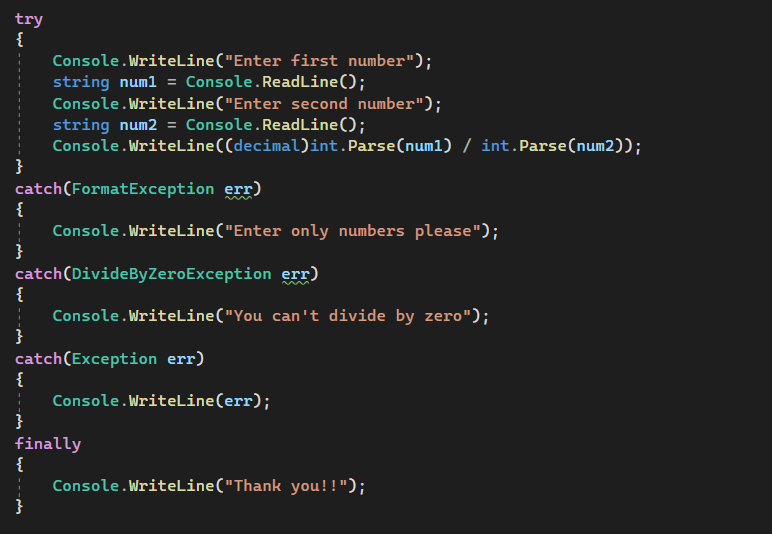 try
{
    Console.WriteLine("Enter first number");
    string num1 = Console.ReadLine();
    Console.WriteLine("Enter second number");
    string num2 = Console.ReadLine();
    Console.WriteLine((decimal)int.Parse(num1) / int.Parse(num2));
}
catch(FormatException err)
{
    Console.WriteLine("Enter only numbers please");
}
catch(DivideByZeroException err)
{
    Console.WriteLine("You can't divide by zero");
}
catch(Exception err)
{
    Console.WriteLine(err);
}
finally
{
    Console.WriteLine("Thank you!!");
}